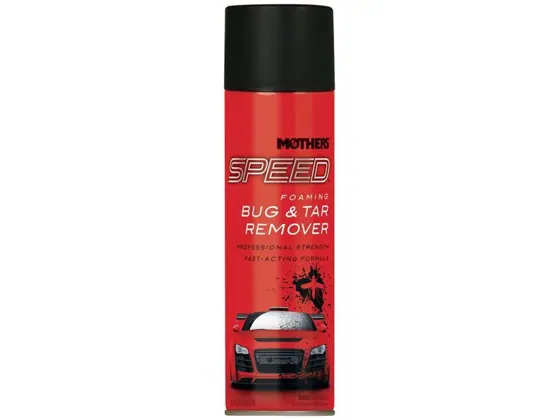 MOTHERS
SPEED
FOAMING
BUG & TAR
REMOVER
PROFESSIONAL STRENGTH
FAST-ACTING FORMULA